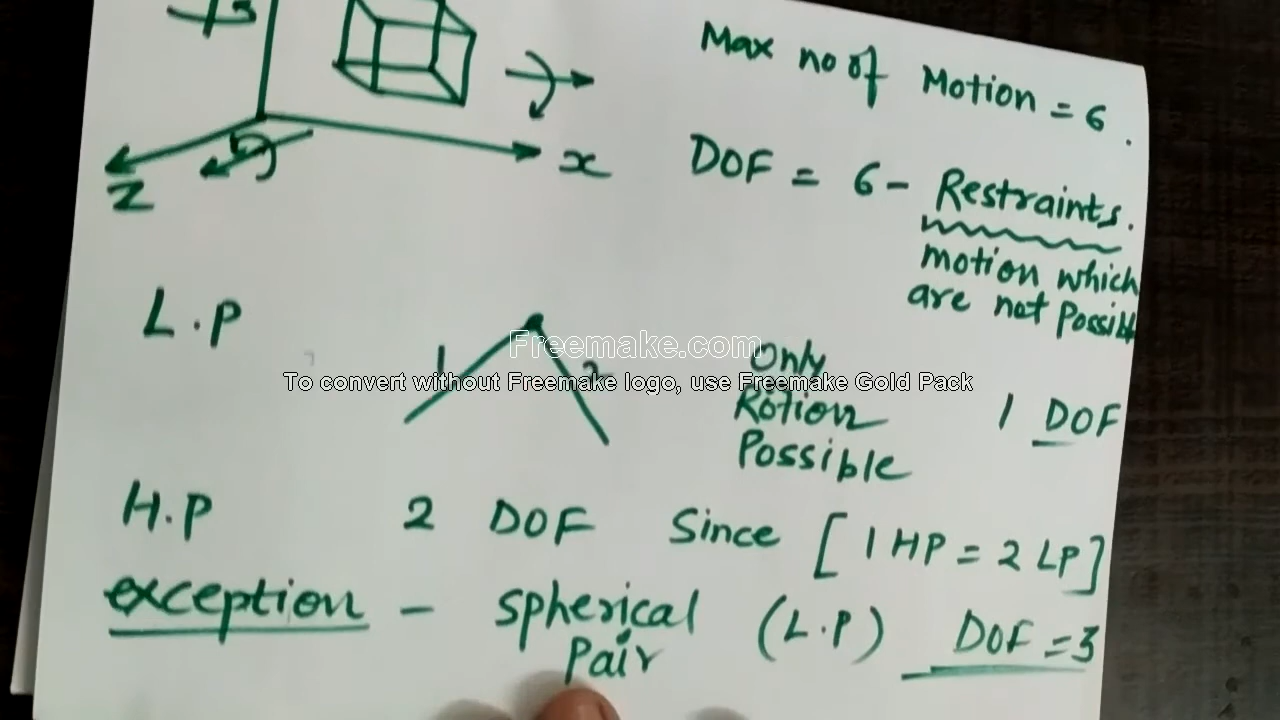 Max no of Motion = 6.
x
DOF = 6 - Restraints.
Z
motion which
are not Possibl
L.P
1
2
Freemake.com
To convert without Freemake logo, use Freemake Gold Pack
Only
Rotion
Possible
1 DOF
H.P 2 DOF Since [1 HP = 2 LP]
exception - Spherical Pair (L.P) DOF = 3